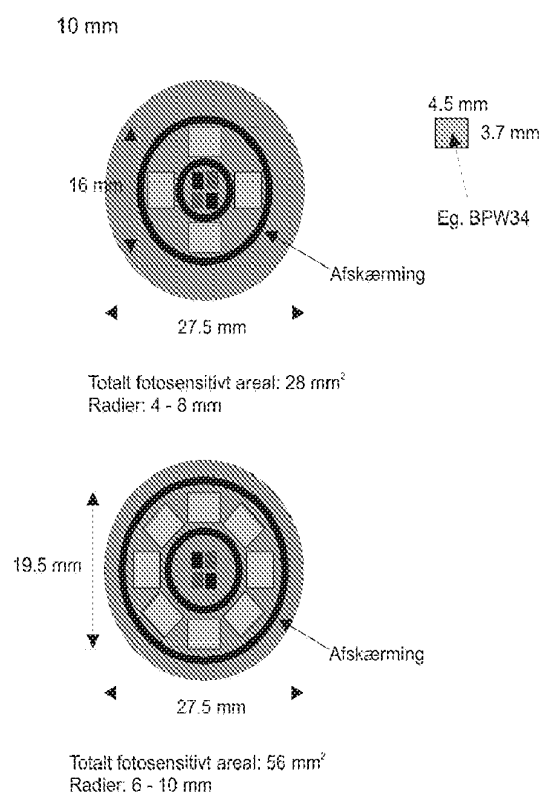 10 mm
4.5 mm
3.7 mm
16 mm
Eg. BPW34
Afskærming
27.5 mm
Totalt fotosensitivt areal: 28 mm²
Radier: 4 - 8 mm
19.5 mm
Afskærming
27.5 mm
Totalt fotosensitivt areal: 56 mm²
Radier: 6 - 10 mm